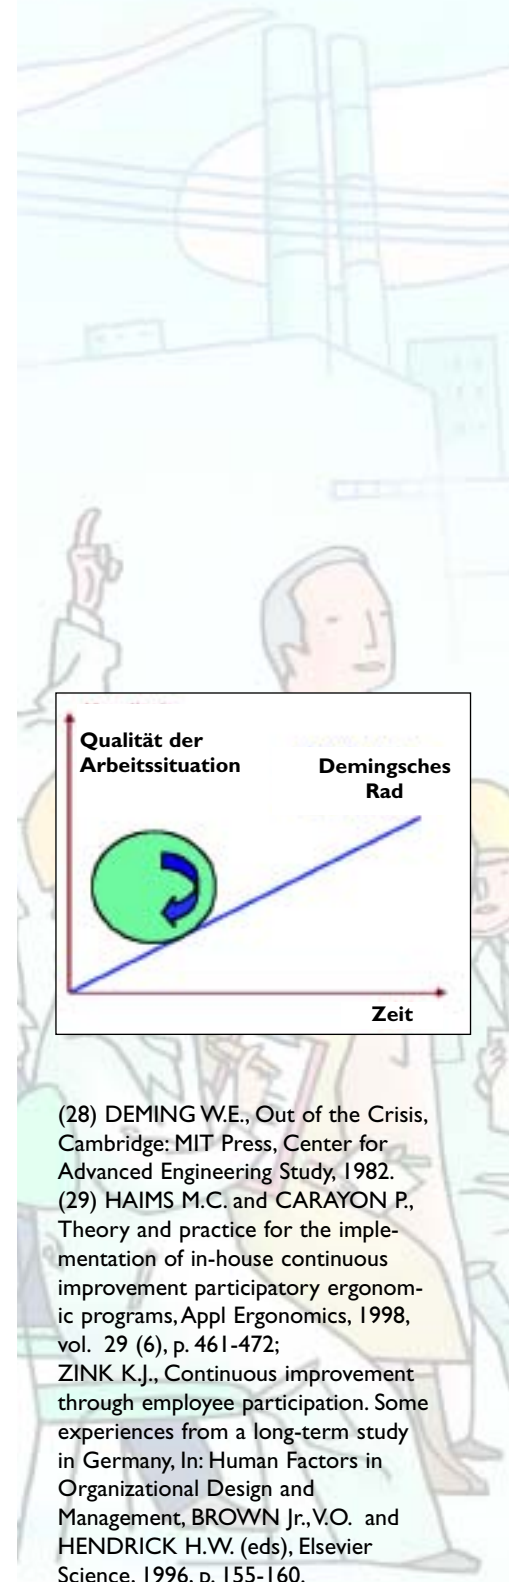 Qualität der
Arbeitssituation
Demingsches
Rad
Zeit
(28) DEMING W.E., Out of the Crisis,
Cambridge: MIT Press, Center for
Advanced Engineering Study, 1982.
(29) HAIMS M.C. and CARAYON P.,
Theory and practice for the imple-
mentation of in-house continuous
improvement participatory ergonom-
ic programs, Appl Ergonomics, 1998,
vol. 29 (6), p. 461-472;
ZINK K.J., Continuous improvement
through employee participation. Some
experiences from a long-term study
in Germany, In: Human Factors in
Organizational Design and
Management, BROWN Jr., V.O. and
HENDRICK H.W. (eds), Elsevier
Science, 1996, p. 155-160.